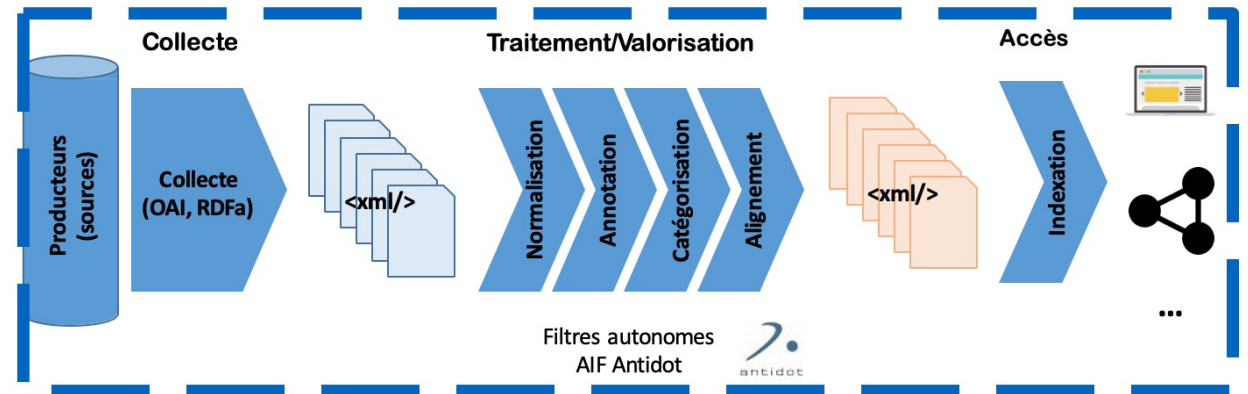 Collecte
Traitement/Valorisation
Accès
Producteurs
(sources)
Collecte
(OAI, RDFa)
<xml/>
Normalisation
Annotation
Catégorisation
Alignement
<xml/>
Indexation
...
Filtres autonomes
AIF Antidot
antidot